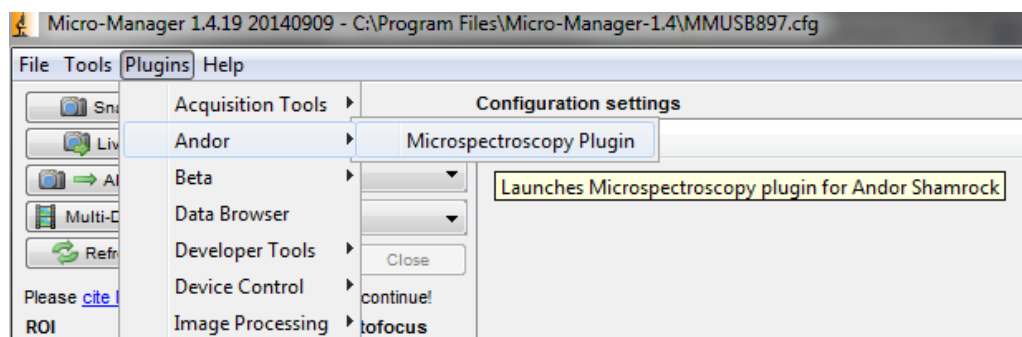 Micro-Manager 1.4.19 20140909 - C:\Program Files\Micro-Manager-1.4\MMUSB897.cfg
File Tools Plugins Help
Acquisition Tools
Configuration settings
Andor
Microspectroscopy Plugin
Beta
Launches Microspectroscopy plugin for Andor Shamrock
Data Browser
Developer Tools
Close
Device Control
Please cite
continue!
Image Processing
ROI